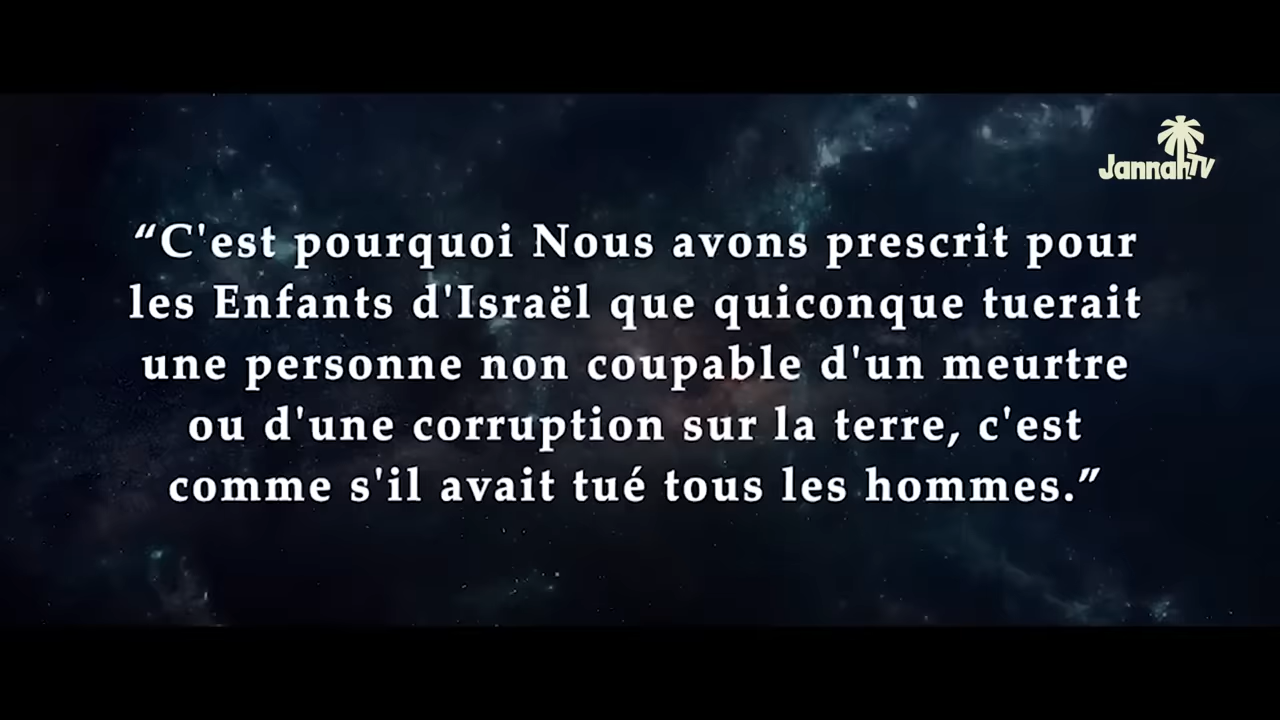 JannahTV
“C'est pourquoi Nous avons prescrit pour
les Enfants d'Israël que quiconque tuerait
une personne non coupable d'un meurtre
ou d'une corruption sur la terre, c'est
comme s'il avait tué tous les hommes.”